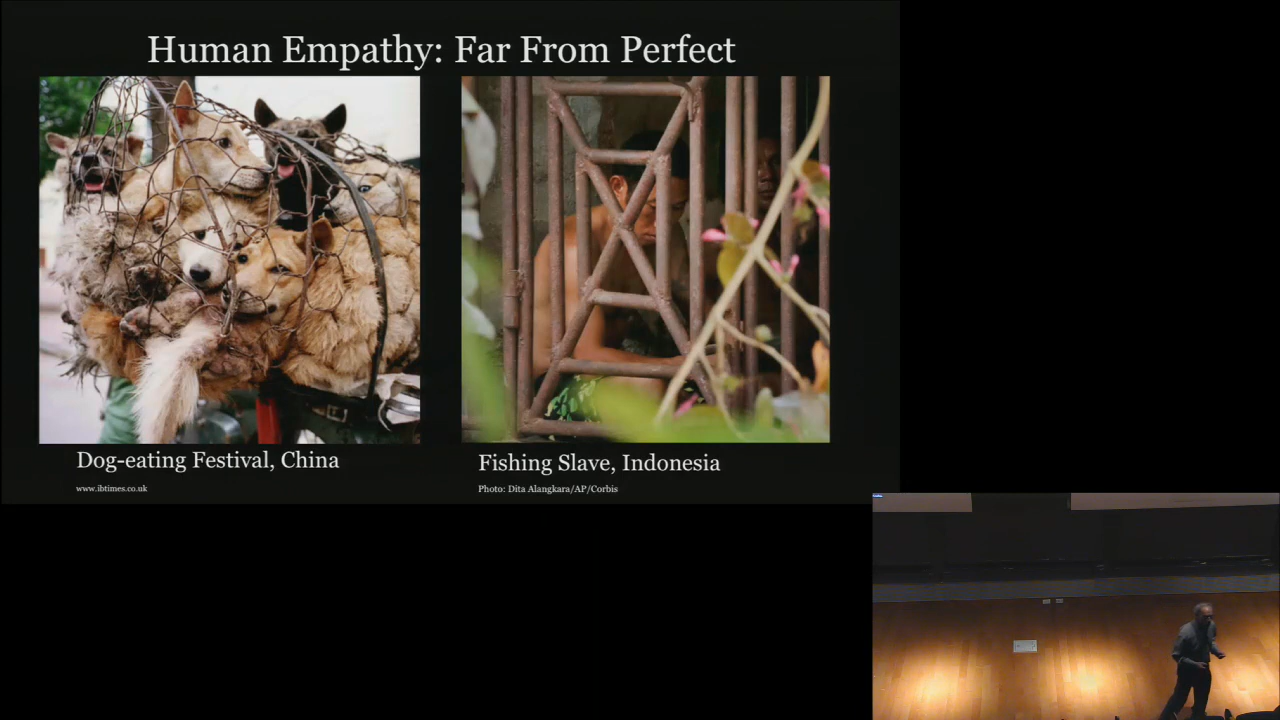 Human Empathy: Far From Perfect
Dog-eating Festival, China
www.ibtimes.co.uk
Fishing Slave, Indonesia
Photo: Dita Alangkara/AP/Corbis